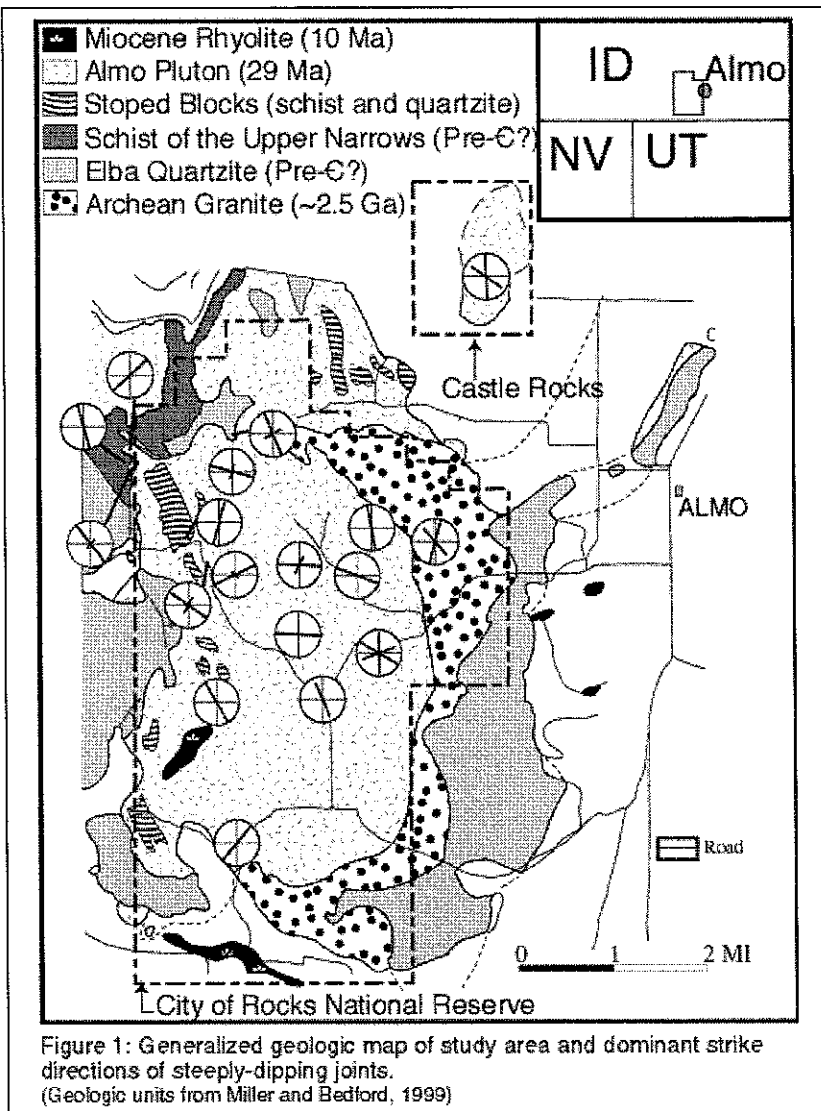 Miocene Rhyolite (10 Ma)
Almo Pluton (29 Ma)
Stoped Blocks (schist and quartzite)
Schist of the Upper Narrows (Pre-Є?)
Elba Quartzite (Pre-Є?)
Archean Granite (~2.5 Ga)
ID
Almo
NV
UT
Castle Rocks
ALMO
Road
0 1 2 MI
City of Rocks National Reserve
Figure 1: Generalized geologic map of study area and dominant strike
directions of steeply-dipping joints.
(Geologic units from Miller and Bedford, 1999)